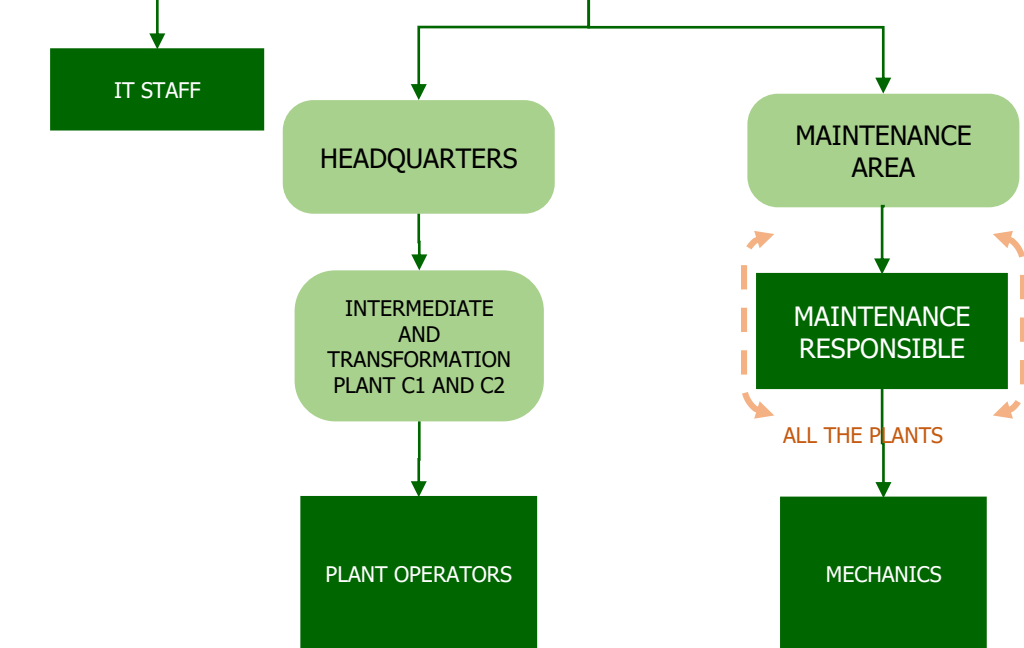 IT STAFF
HEADQUARTERS
MAINTENANCE
AREA
INTERMEDIATE
AND
TRANSFORMATION
PLANT C1 AND C2
MAINTENANCE
RESPONSIBLE
ALL THE PLANTS
PLANT OPERATORS
MECHANICS